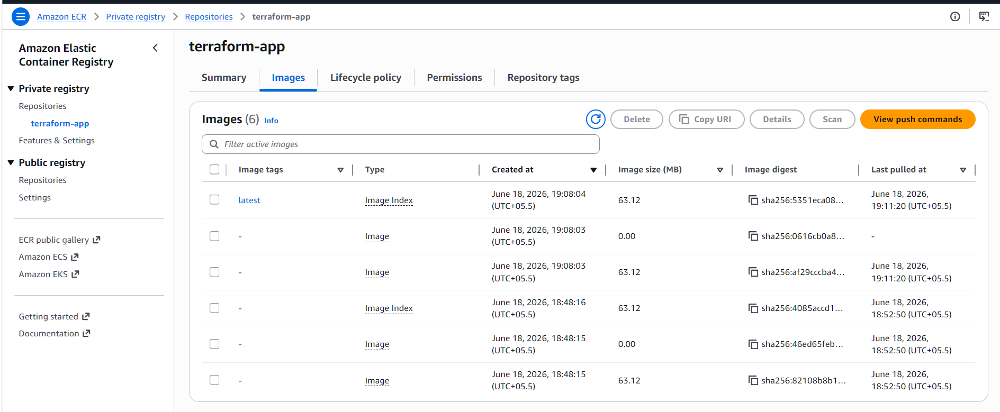 Amazon ECR > Private registry > Repositories > terraform-app
Amazon Elastic
Container Registry
Private registry
Repositories
terraform-app
Features & Settings
Public registry
Repositories
Settings
ECR public gallery
Amazon ECS
Amazon EKS
Getting started
Documentation
terraform-app
Summary
Images
Lifecycle policy
Permissions
Repository tags
Images (6) Info
Delete
Copy URI
Details
Scan
View push commands
Filter active images
Image tags Type Created at Image size (MB) Image digest Last pulled at
latest Image Index June 18, 2026, 19:08:04 (UTC+05.5) 63.12 sha256:5351eca08... June 18, 2026, 19:11:20 (UTC+05.5)
- Image June 18, 2026, 19:08:03 (UTC+05.5) 0.00 sha256:0616cb0a8... -
- Image June 18, 2026, 19:08:03 (UTC+05.5) 63.12 sha256:af29cccba4... June 18, 2026, 19:11:20 (UTC+05.5)
- Image Index June 18, 2026, 18:48:16 (UTC+05.5) 63.12 sha256:4085accd1... June 18, 2026, 18:52:50 (UTC+05.5)
- Image June 18, 2026, 18:48:15 (UTC+05.5) 0.00 sha256:46ed65feb... June 18, 2026, 18:52:50 (UTC+05.5)
- Image June 18, 2026, 18:48:15 (UTC+05.5) 63.12 sha256:82108b8b1... June 18, 2026, 18:52:50 (UTC+05.5)